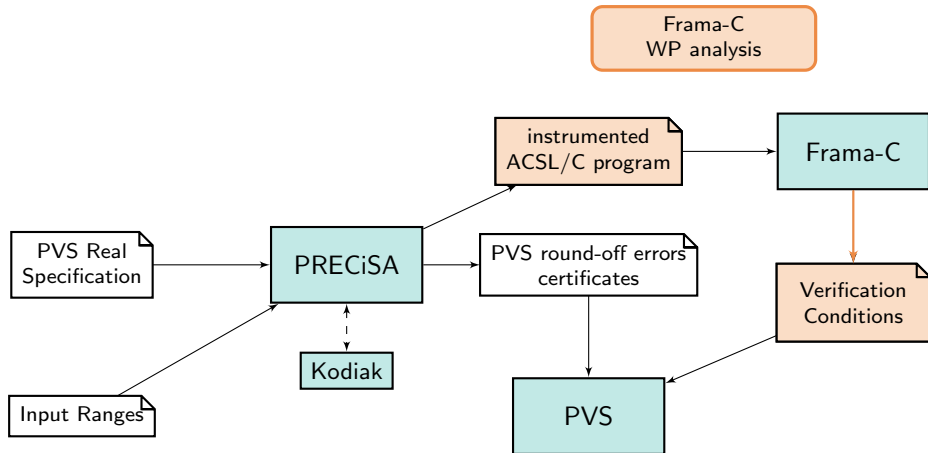 Frama-C
WP analysis
instrumented
ACSL/C program
Frama-C
PVS Real
Specification
PRECiSA
PVS round-off errors
certificates
Verification
Conditions
Kodiak
Input Ranges
PVS